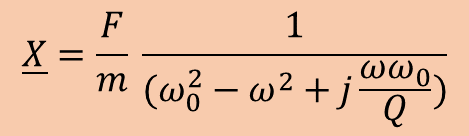 X = F/m 1/(ω₀² − ω² + j ωω₀/Q)